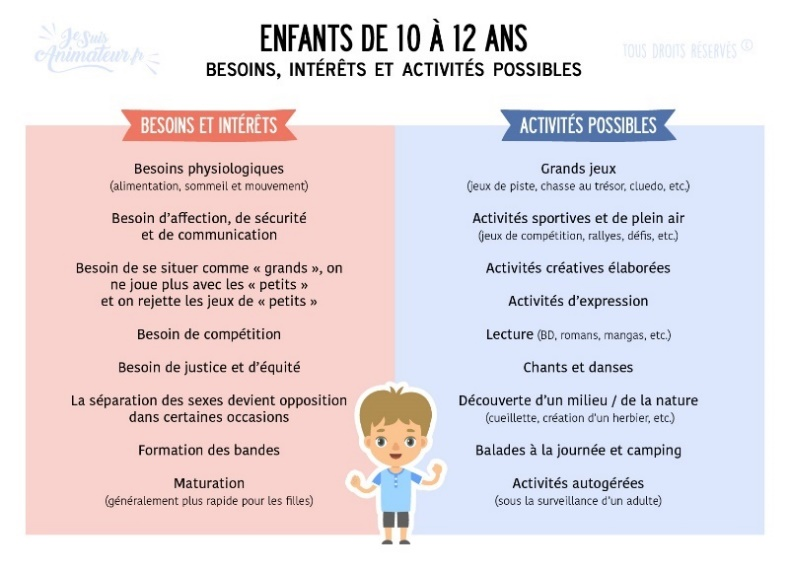 JeSuis
Animateur.fr
ENFANTS DE 10 À 12 ANS
BESOINS, INTÉRÊTS ET ACTIVITÉS POSSIBLES
TOUS DROITS RÉSERVÉS ©
BESOINS ET INTÉRÊTS
Besoins physiologiques
(alimentation, sommeil et mouvement)
Besoin d'affection, de sécurité
et de communication
Besoin de se situer comme « grands », on
ne joue plus avec les « petits »
et on rejette les jeux de « petits »
Besoin de compétition
Besoin de justice et d'équité
La séparation des sexes devient opposition
dans certaines occasions
Formation des bandes
Maturation
(généralement plus rapide pour les filles)
ACTIVITÉS POSSIBLES
Grands jeux
(jeux de piste, chasse au trésor, cluedo, etc.)
Activités sportives et de plein air
(jeux de compétition, rallyes, défis, etc.)
Activités créatives élaborées
Activités d'expression
Lecture (BD, romans, mangas, etc.)
Chants et danses
Découverte d'un milieu / de la nature
(cueillette, création d'un herbier, etc.)
Balades à la journée et camping
Activités autogérées
(sous la surveillance d'un adulte)